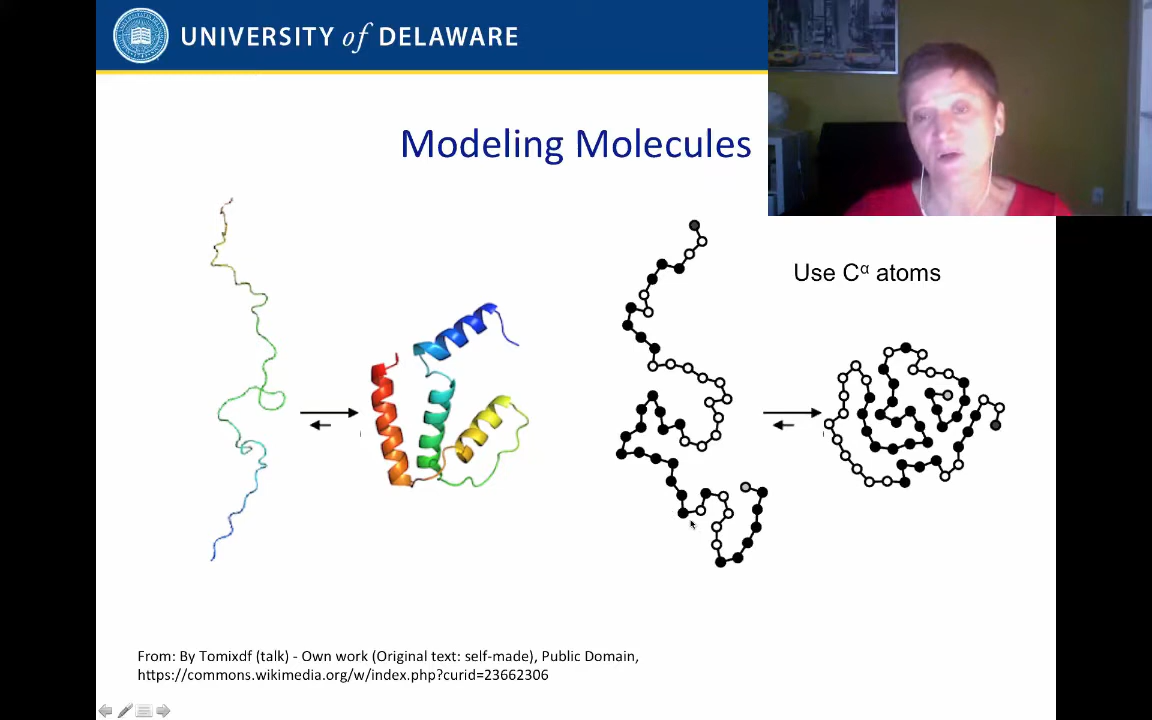 UNIVERSITY of DELAWARE
Modeling Molecules
Use Cα atoms
From: By Tomixdf (talk) - Own work (Original text: self-made), Public Domain,
https://commons.wikimedia.org/w/index.php?curid=23662306